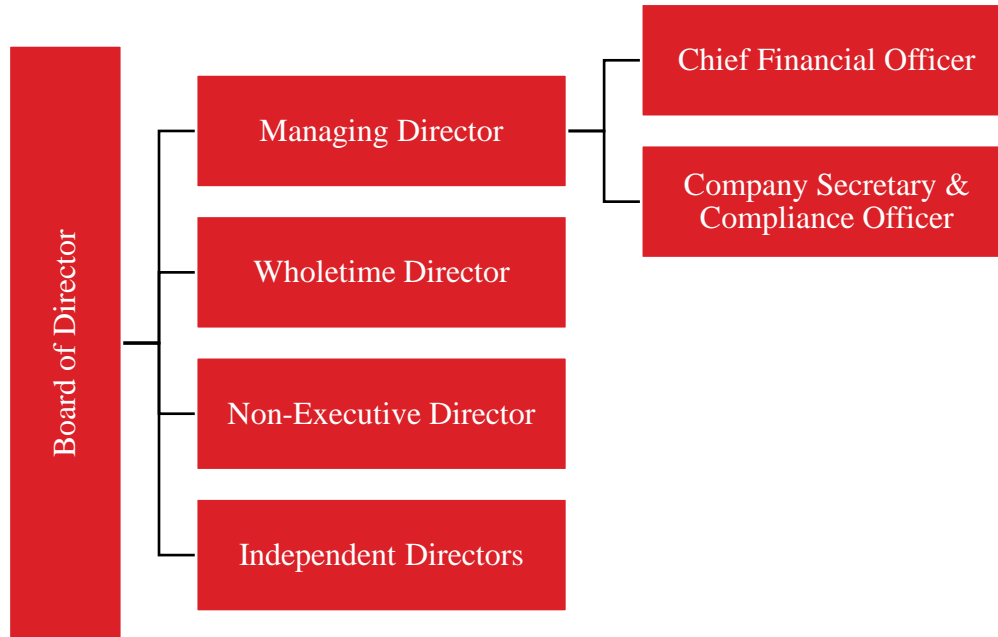 Board of Director
Managing Director
Chief Financial Officer
Company Secretary &
Compliance Officer
Wholetime Director
Non-Executive Director
Independent Directors